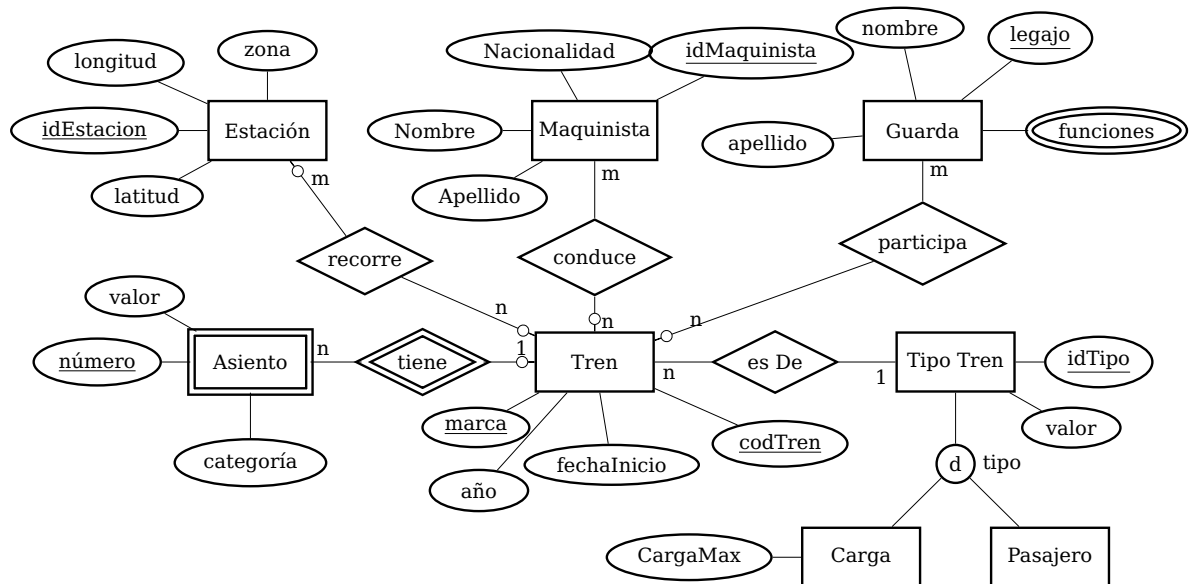 nombre
legajo
zona
Nacionalidad
idMaquinista
longitud
idEstacion
Estación
Nombre
Maquinista
Guarda
funciones
apellido
m
m
m
latitud
Apellido
participa
recorre
conduce
valor
n
n
n
número
Asiento
n
tiene
1
Tren
n
es De
1
Tipo Tren
idTipo
marca
valor
codTren
categoría
fechaInicio
d
tipo
año
CargaMax
Carga
Pasajero